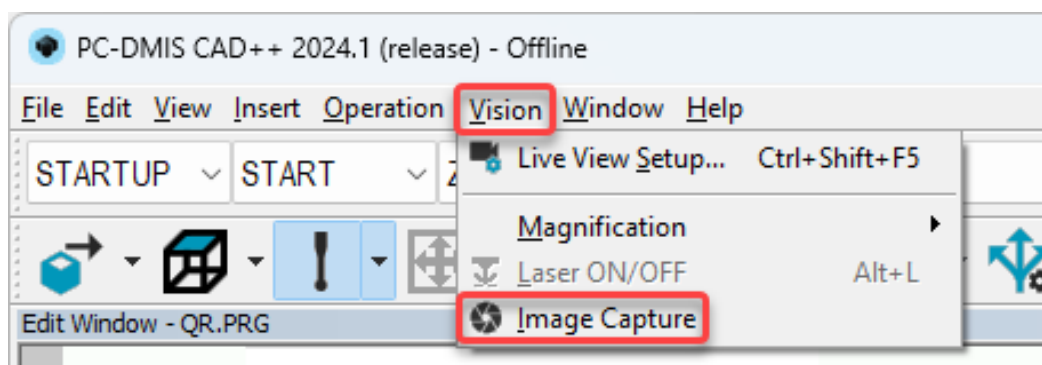 PC-DMIS CAD++ 2024.1 (release) - Offline
File Edit View Insert Operation Vision Window Help
STARTUP START
Live View Setup... Ctrl+Shift+F5
Magnification
Laser ON/OFF Alt+L
Image Capture
Edit Window - QR.PRG